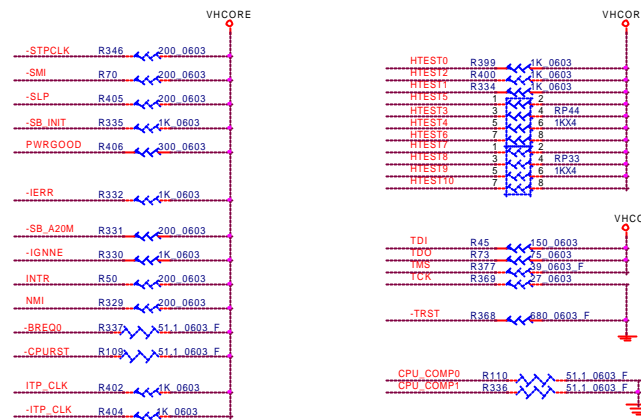 VHCORE
-STPCLK R346 200_0603
-SMI R70 200_0603
-SLP R405 200_0603
-SB_INIT R335 1K_0603
PWRGOOD R406 300_0603
-IERR R332 1K_0603
-SB_A20M R331 200_0603
-IGNNE R330 1K_0603
INTR R50 200_0603
NMI R329 200_0603
-BREQ0 R337 51.1_0603_F
-CPURST R109 51.1_0603_F
ITP_CLK R402 1K_0603
-ITP_CLK R404 1K_0603
VHCOR
HTEST0 R399 1K_0603
HTEST2 R400 1K_0603
HTEST1 R334 1K_0603
HTEST5 1 2
HTEST3 3 4 RP44
HTEST4 5 6 1KX4
HTEST6 7 8
HTEST7 1 2
HTEST8 3 4 RP33
HTEST9 5 6 1KX4
HTEST10 7 8
VHCO
TDI R45 150_0603
TDO R73 75_0603
TMS R377 39_0603_F
TCK R369 27_0603
-TRST R368 680_0603_F
CPU_COMP0 R110 51.1_0603_F
CPU_COMP1 R336 51.1_0603_F